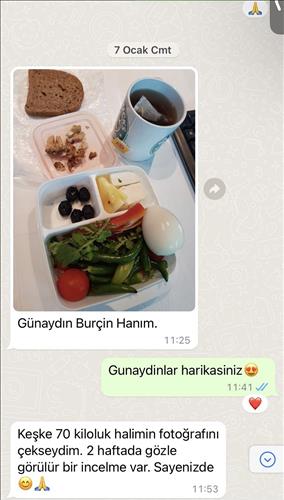 7 Ocak Cmt
Günaydın Burçin Hanım.
11:25
Gunaydinlar harikasiniz😍
11:41
Keşke 70 kiloluk halimin fotoğrafını
çekseydim. 2 haftada gözle
görülür bir incelme var. Sayenizde
😊🙏
11:53